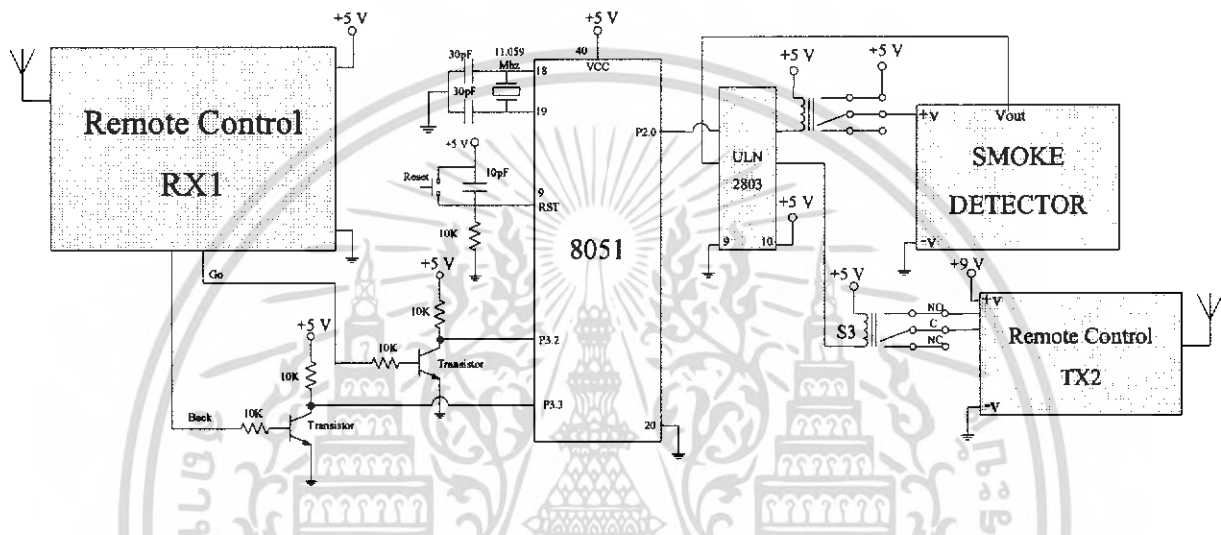 +5 V
Remote Control
RX1
Go
Back
10K
+5 V
10K
Transistor
10K
+5 V
10K
Transistor
30pF
30pF
11.059
Mhz
+5 V
Reset
10pF
10K
+5 V
40
VCC
18
19
9
RST
8051
P2.0
P3.2
P3.3
20
ULN
2803
9
10
+5 V
+5 V
+5 V
+V
Vout
SMOKE
DETECTOR
-V
+5 V
S3
NO
C
NC
+9 V
+V
Remote Control
TX2
-V